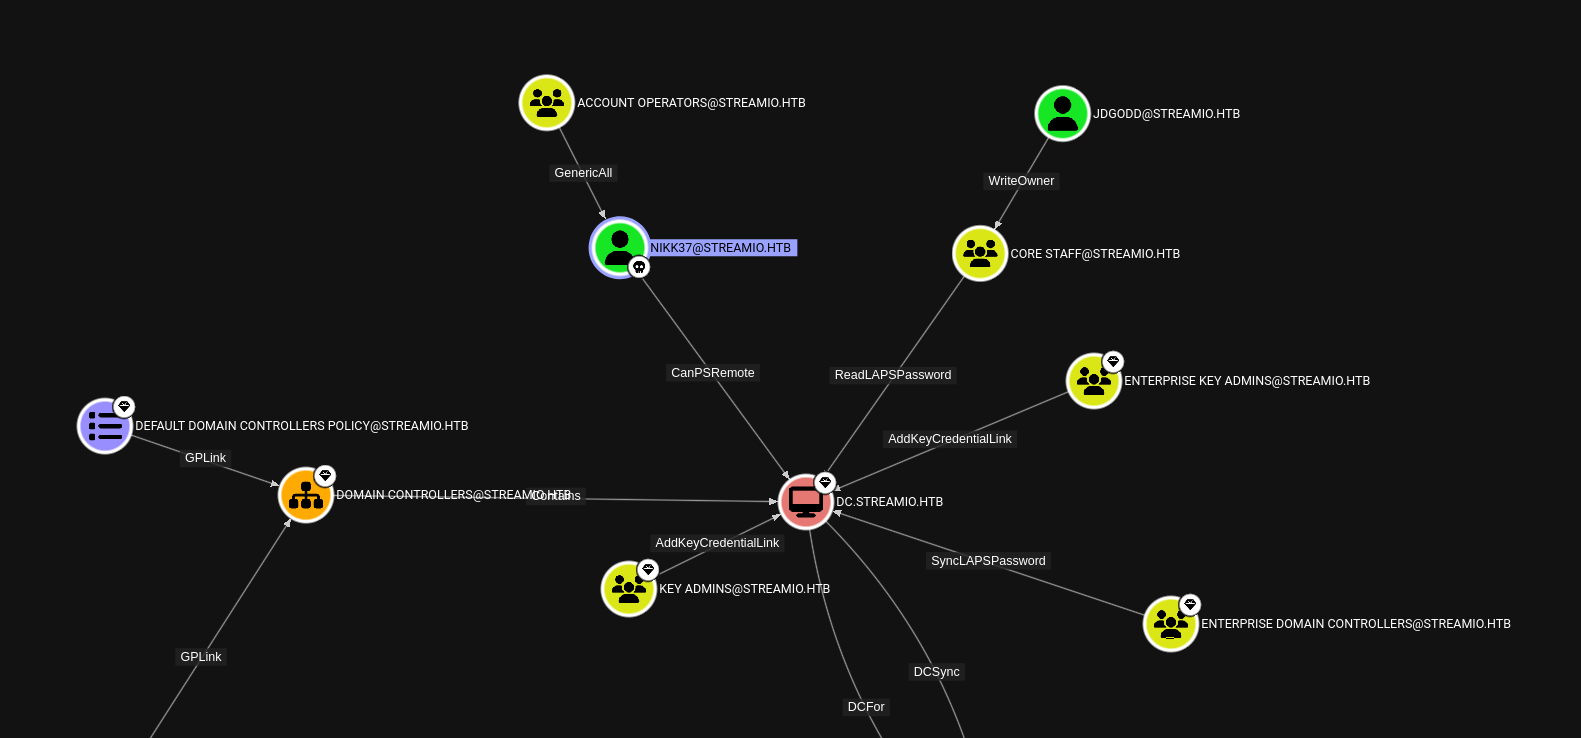 ACCOUNT OPERATORS@STREAMIO.HTB
JDGODD@STREAMIO.HTB
GenericAll
WriteOwner
NIKK37@STREAMIO.HTB
CORE STAFF@STREAMIO.HTB
CanPSRemote
ReadLAPSPassword
ENTERPRISE KEY ADMINS@STREAMIO.HTB
DEFAULT DOMAIN CONTROLLERS POLICY@STREAMIO.HTB
AddKeyCredentialLink
GPLink
DOMAIN CONTROLLERS@STREAMIO.HTB
Contains
DC.STREAMIO.HTB
AddKeyCredentialLink
SyncLAPSPassword
KEY ADMINS@STREAMIO.HTB
ENTERPRISE DOMAIN CONTROLLERS@STREAMIO.HTB
GPLink
DCSync
DCFor